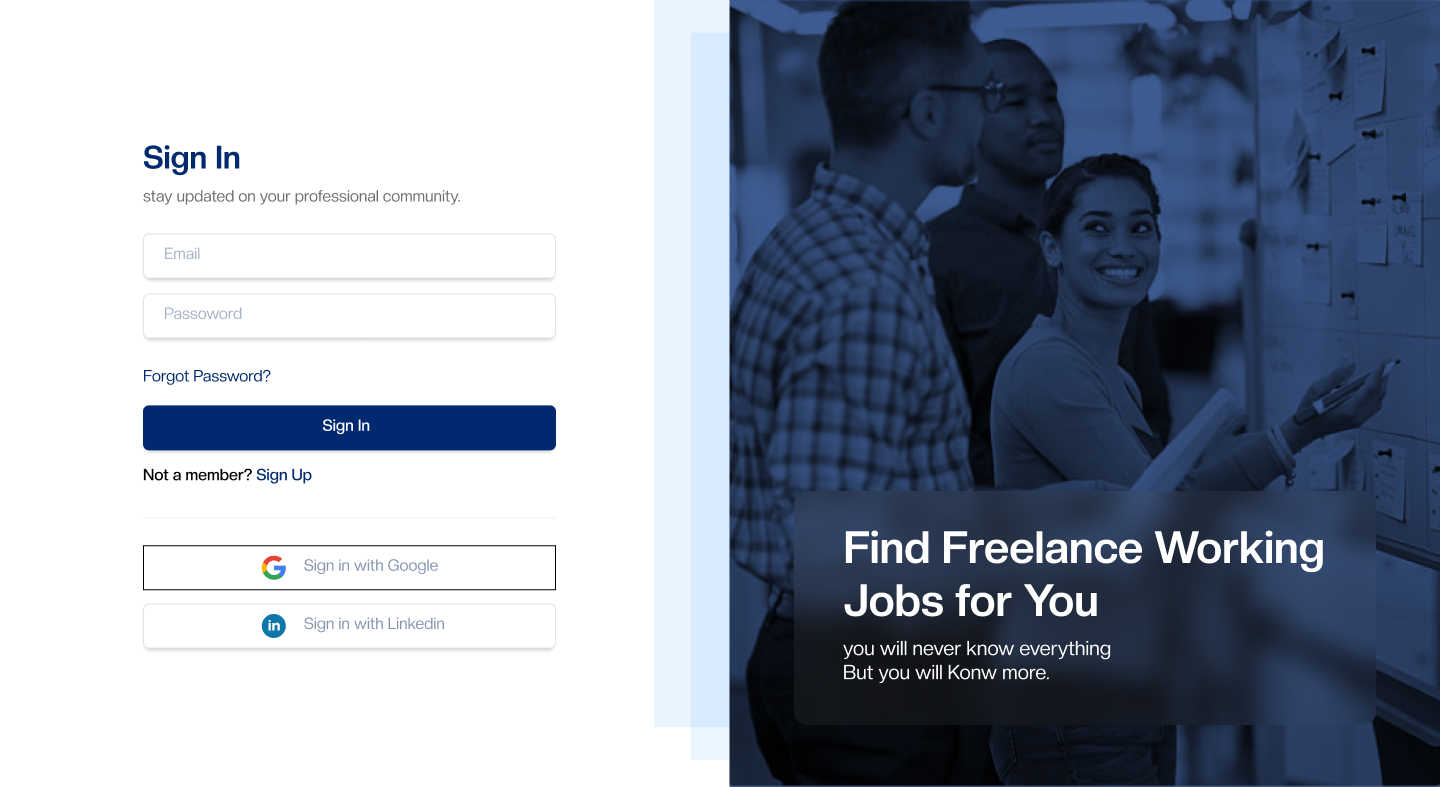 Sign In
stay updated on your professional community.
Email
Passoword
Forgot Password?
Sign In
Not a member? Sign Up
Sign in with Google
in
Sign in with Linkedin
Find Freelance Working
Jobs for You
you will never know everything
But you will Konw more.